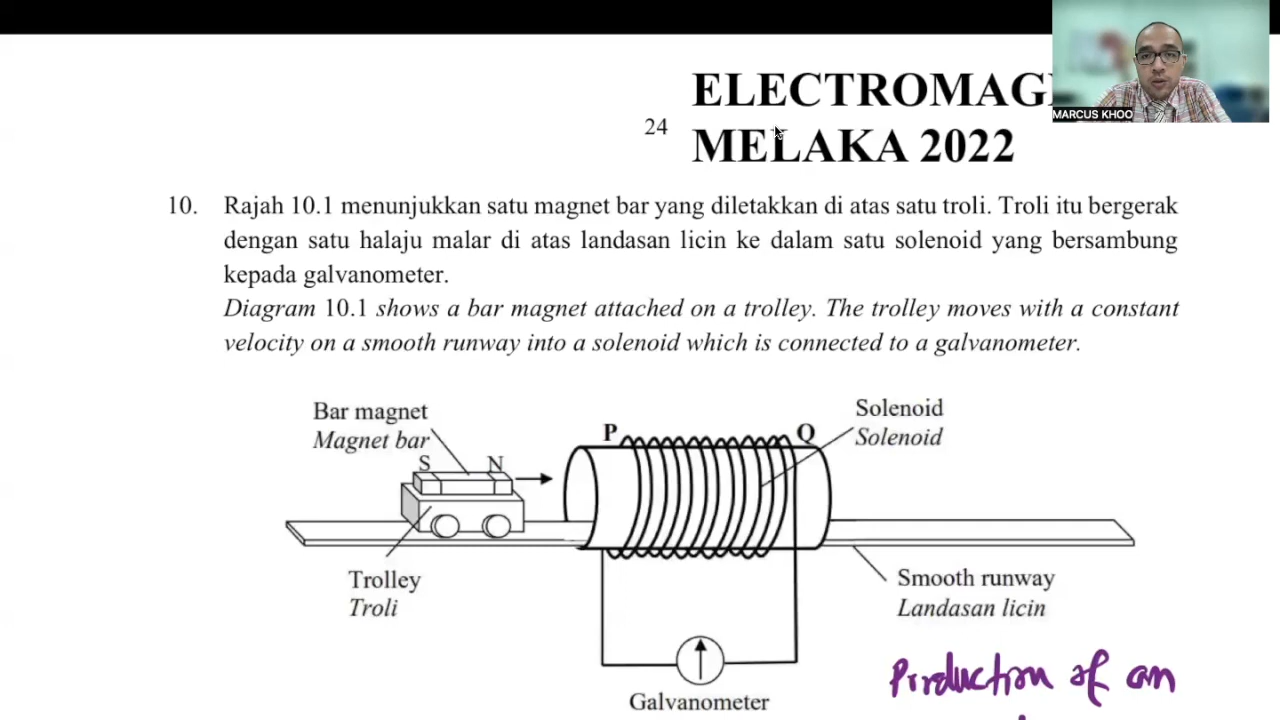 ELECTROMAG
MARCUS KHOO
24
MELAKA 2022
10. Rajah 10.1 menunjukkan satu magnet bar yang diletakkan di atas satu troli. Troli itu bergerak
dengan satu halaju malar di atas landasan licin ke dalam satu solenoid yang bersambung
kepada galvanometer.
Diagram 10.1 shows a bar magnet attached on a trolley. The trolley moves with a constant
velocity on a smooth runway into a solenoid which is connected to a galvanometer.
Bar magnet
Magnet bar
S N
P Q
Solenoid
Solenoid
Trolley
Troli
Smooth runway
Landasan licin
Galvanometer
Production of an